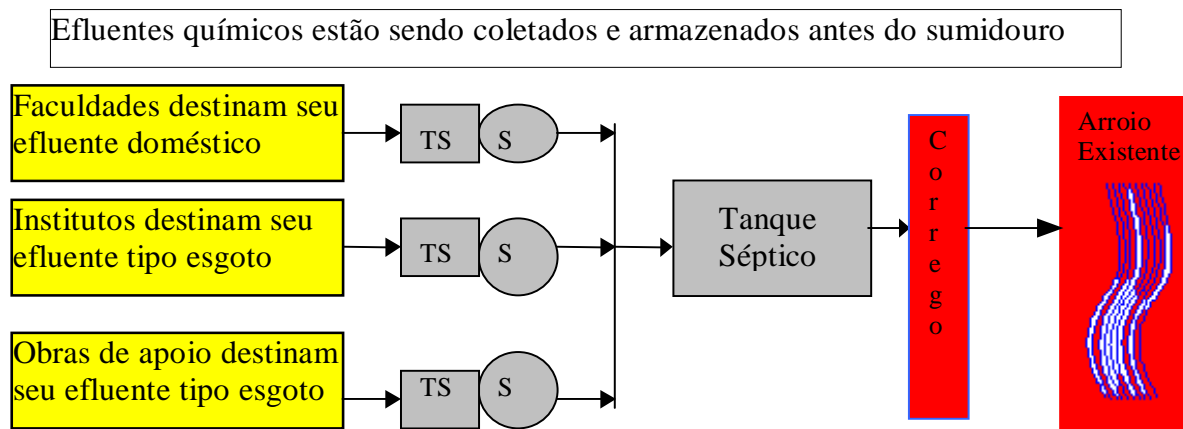 Efluentes químicos estão sendo coletados e armazenados antes do sumidouro
Faculdades destinam seu
efluente doméstico
TS
S
Institutos destinam seu
efluente tipo esgoto
TS
S
Obras de apoio destinam
seu efluente tipo esgoto
TS
S
Tanque
Séptico
C
o
r
r
e
g
o
Arroio
Existente